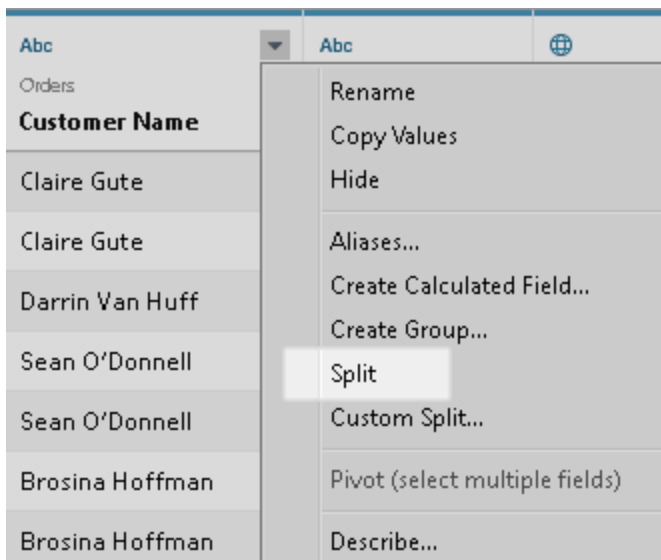 Abc
Abc
Orders
Customer Name
Claire Gute
Claire Gute
Darrin Van Huff
Sean O'Donnell
Sean O'Donnell
Brosina Hoffman
Brosina Hoffman
Rename
Copy Values
Hide
Aliases...
Create Calculated Field...
Create Group...
Split
Custom Split...
Pivot (select multiple fields)
Describe...